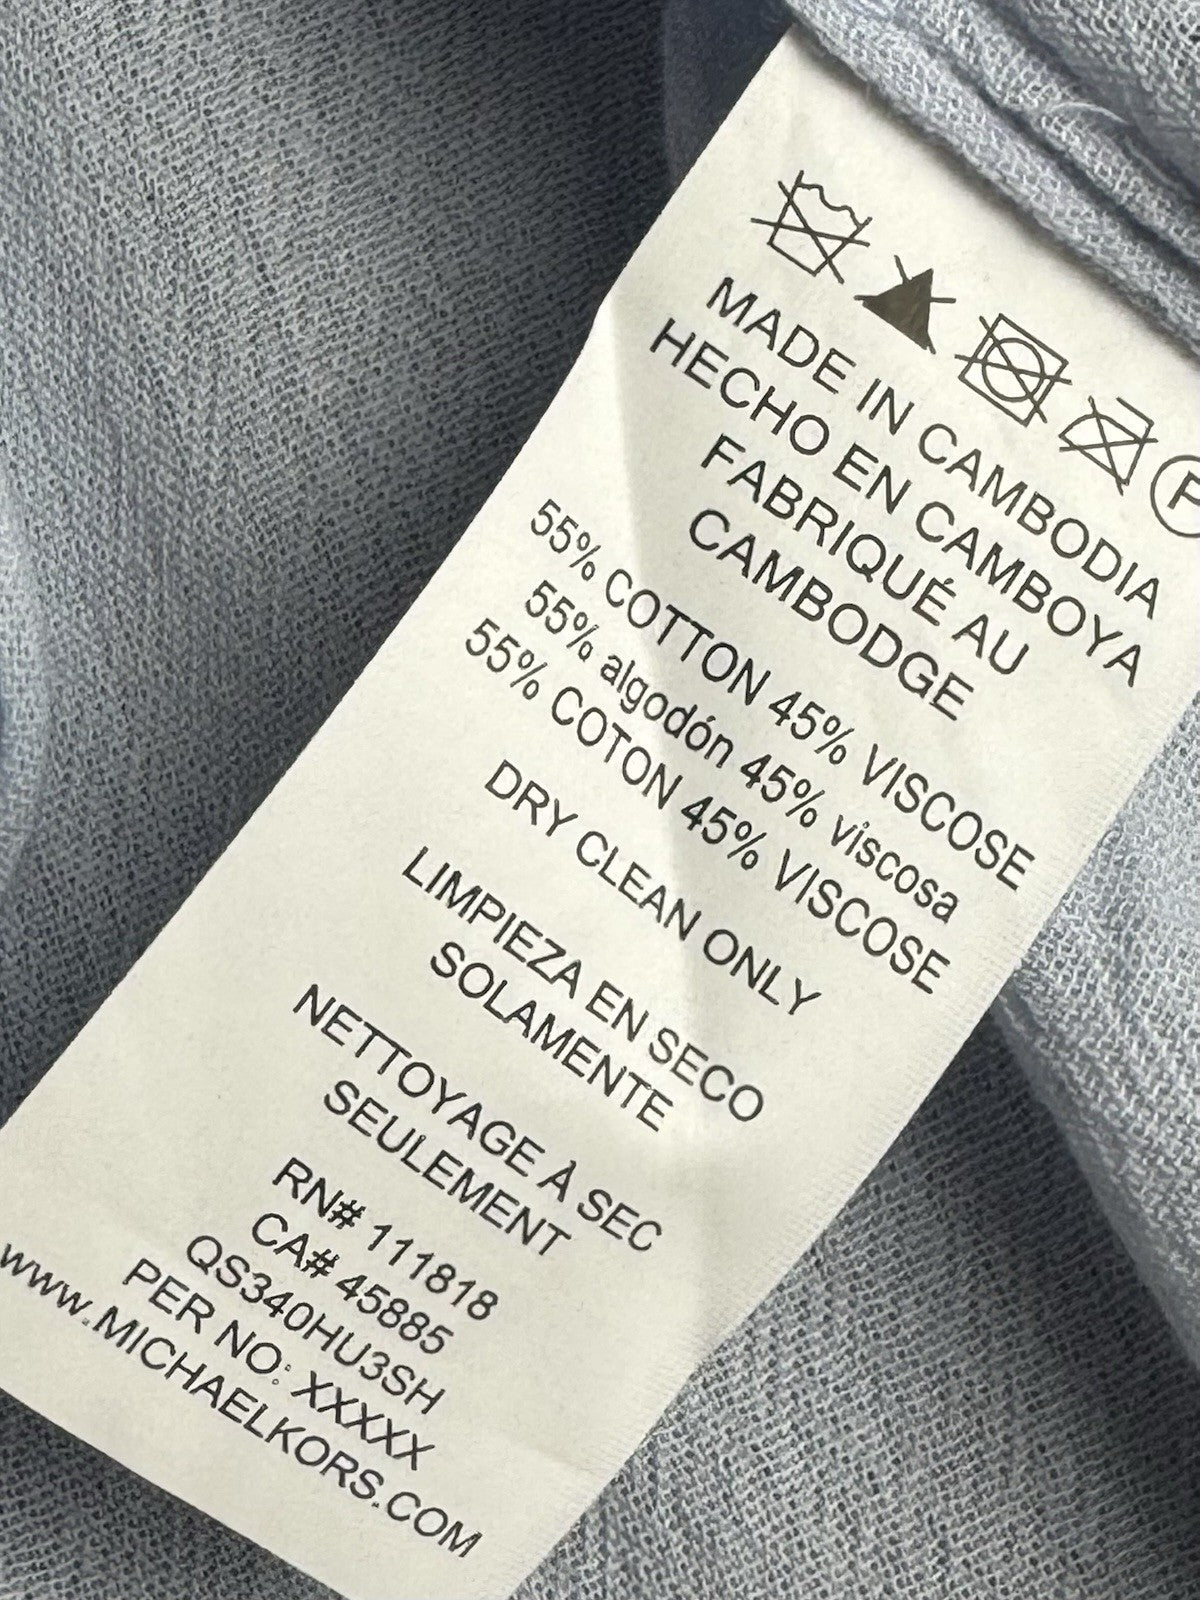 P
MADE IN CAMBODIA
HECHO EN CAMBOYA
FABRIQUÉ AU
CAMBODGE
55% COTTON 45% VISCOSE
55% algodón 45% viscosa
55% COTON 45% VISCOSE
DRY CLEAN ONLY
LIMPIEZA EN SECO
SOLAMENTE
NETTOYAGE À SEC
SEULEMENT
RN# 111818
CA# 45885
QS340HU3SH
PER NO: XXXXX
www.MICHAELKORS.COM